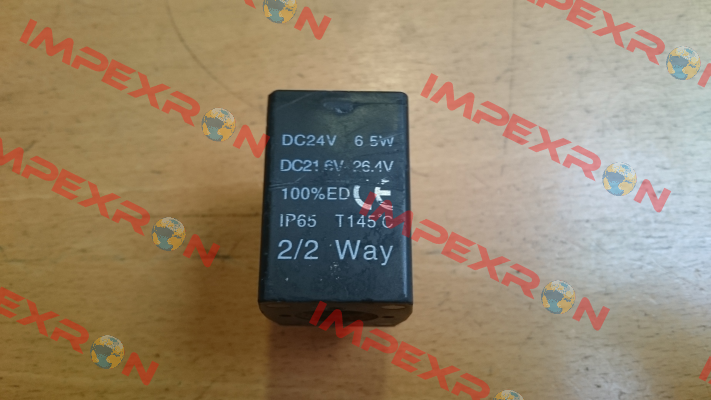 IMPEXRON
IMPEXRON
IMPEXRON
IMPEXRON
DC24V 6.5W
DC21.6V-26.4V
100%ED CE
IP65 T145°C
2/2 Way
IMPEXRON
IMPEXRON
IMPEXRON